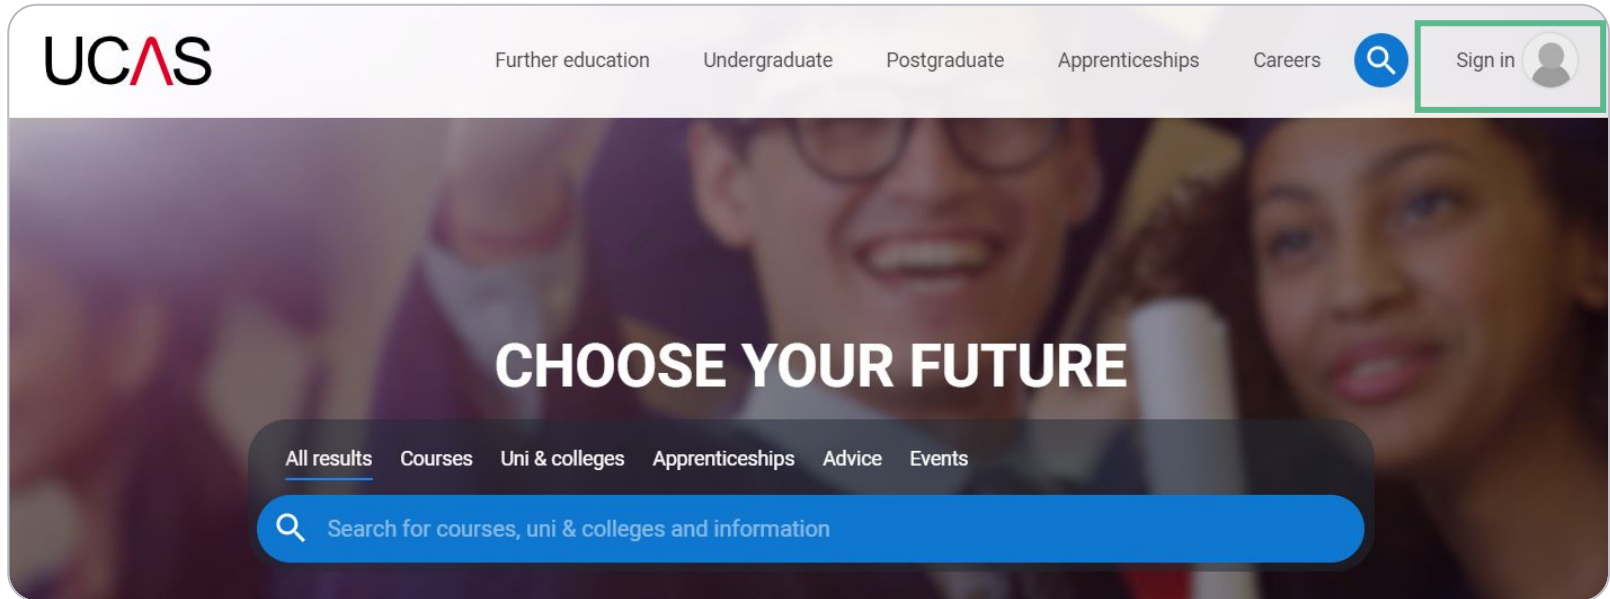 UCAS
Further education Undergraduate Postgraduate Apprenticeships Careers Sign in
CHOOSE YOUR FUTURE
All results Courses Uni & colleges Apprenticeships Advice Events
Search for courses, uni & colleges and information